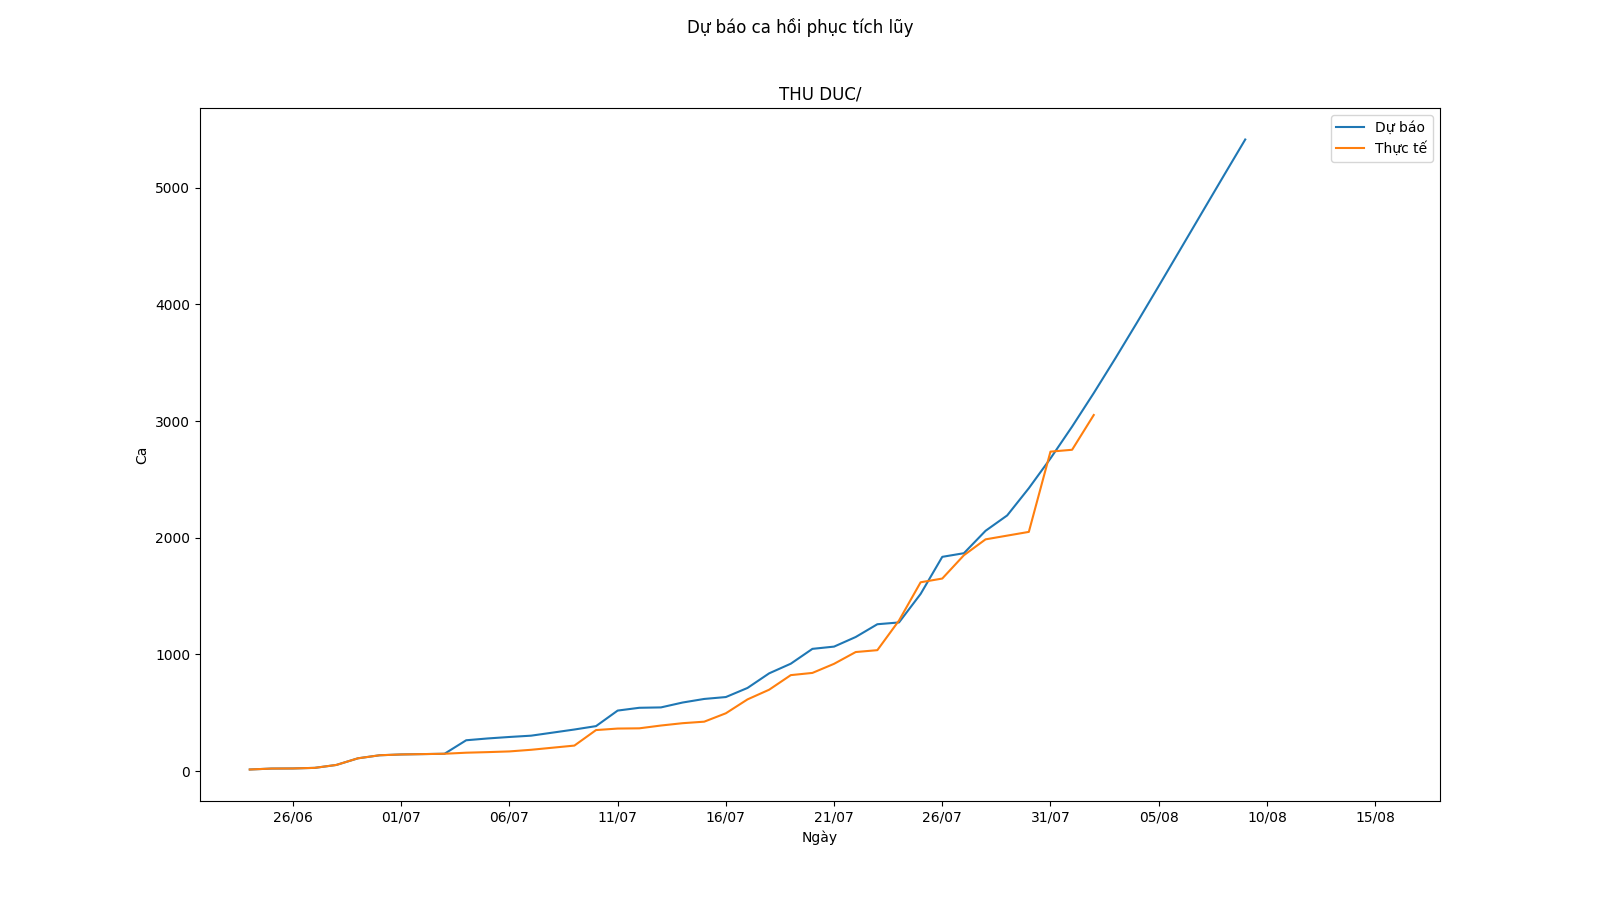 Dự báo ca hồi phục tích lũy
THU DUC/
Dự báo
Thực tế
5000
4000
3000
2000
1000
0
Ca
26/06 01/07 06/07 11/07 16/07 21/07 26/07 31/07 05/08 10/08 15/08
Ngày